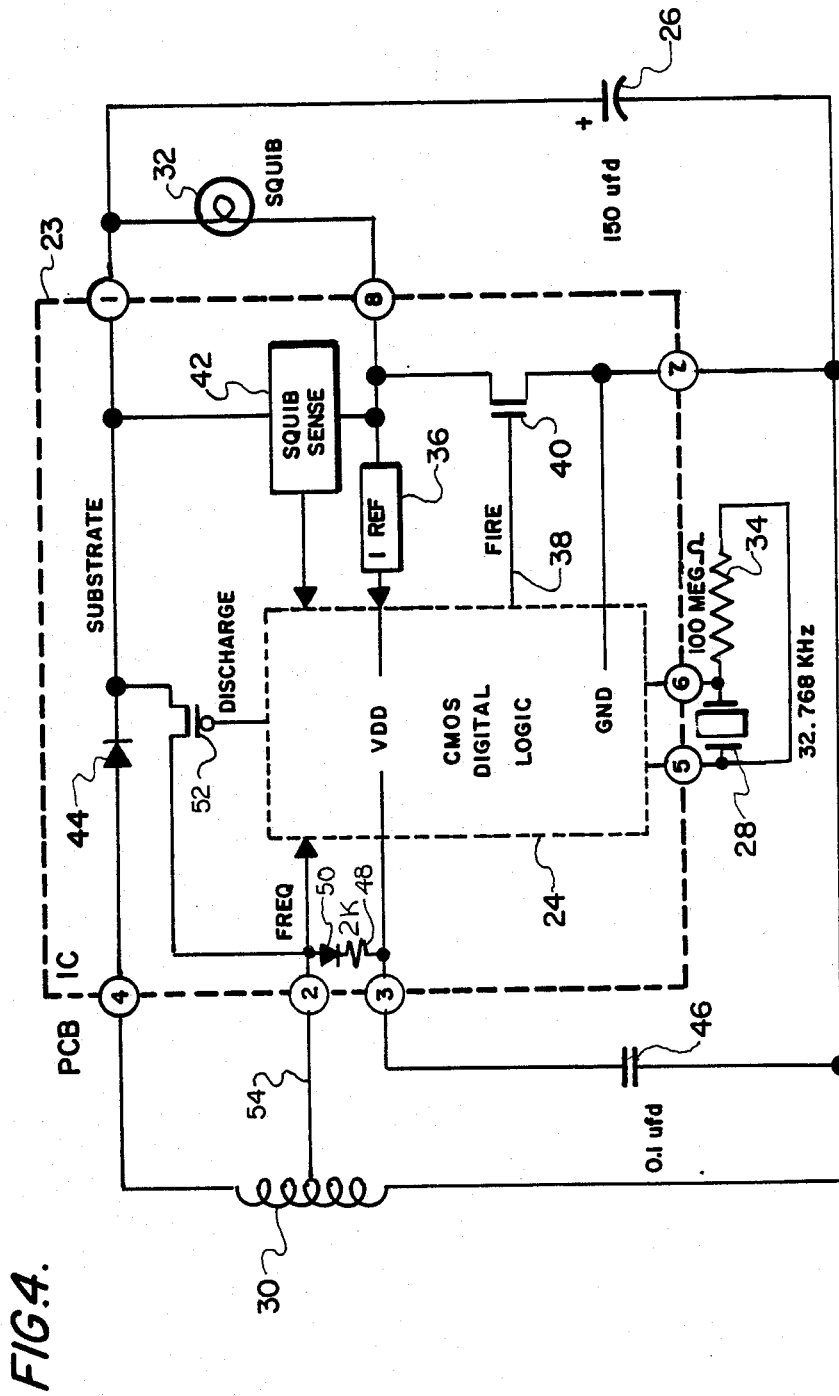 FIG.4.
PCB
IC
23
4
44
SUBSTRATE
1
32
SQUIB
30
54
2
FREQ
50
2K
48
3
52
DISCHARGE
42
SQUIB
SENSE
8
I REF
36
VDD
CMOS
DIGITAL
LOGIC
GND
FIRE
38
40
24
5
6
7
28
32.768 KHz
100 MEG Ω
34
0.1 ufd
46
150 ufd
+
26